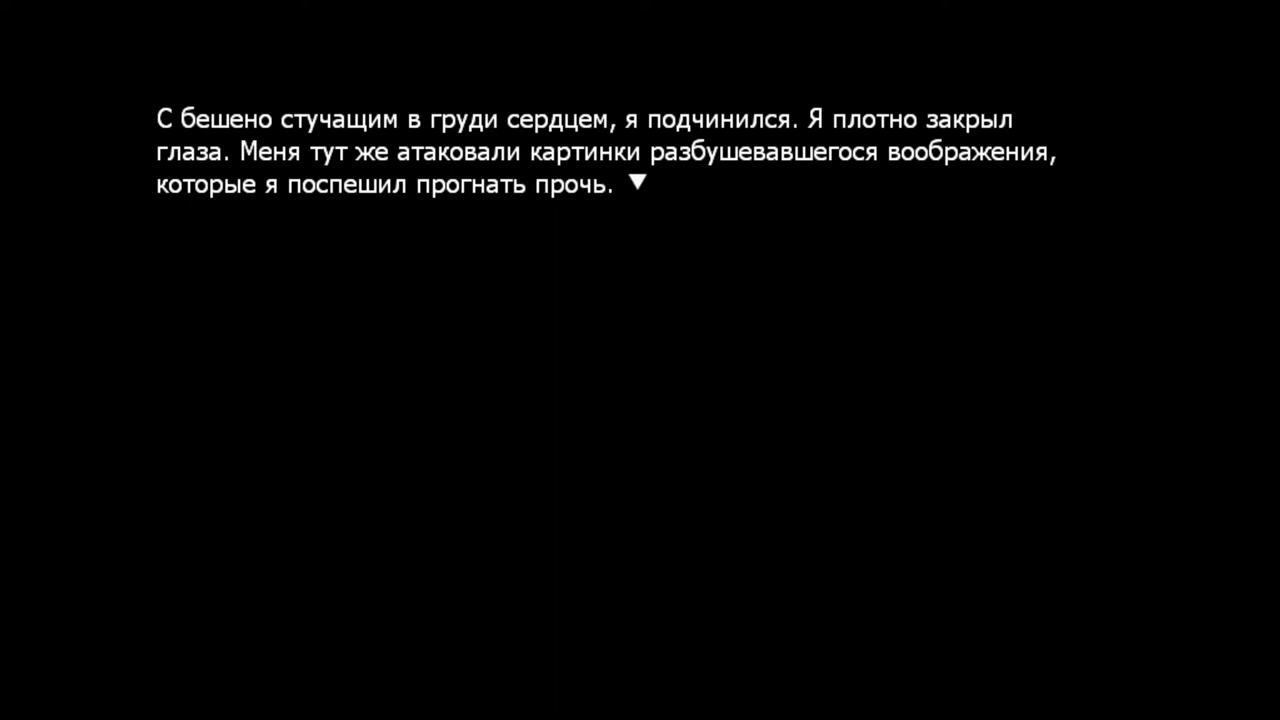 С бешено стучащим в груди сердцем, я подчинился. Я плотно закрыл
глаза. Меня тут же атаковали картинки разбушевавшегося воображения,
которые я поспешил прогнать прочь. ▼